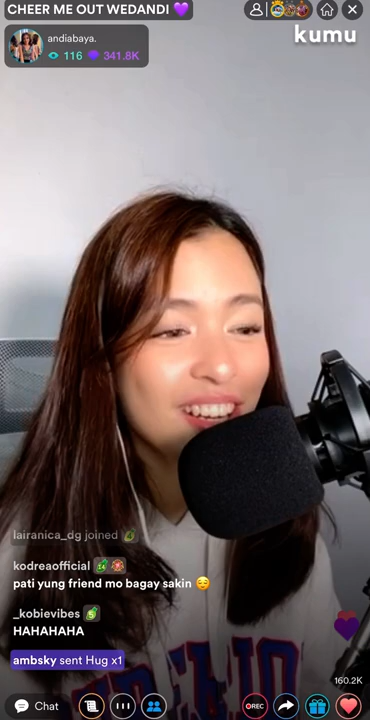 CHEER ME OUT WEDANDI 💜
andiabaya.
116 341.8K
kumu
lairanica_dg joined
kodreaofficial
pati yung friend mo bagay sakin 😔
_kobievibes
HAHAHAHA
ambsky sent Hug x1
160.2K
Chat
REC